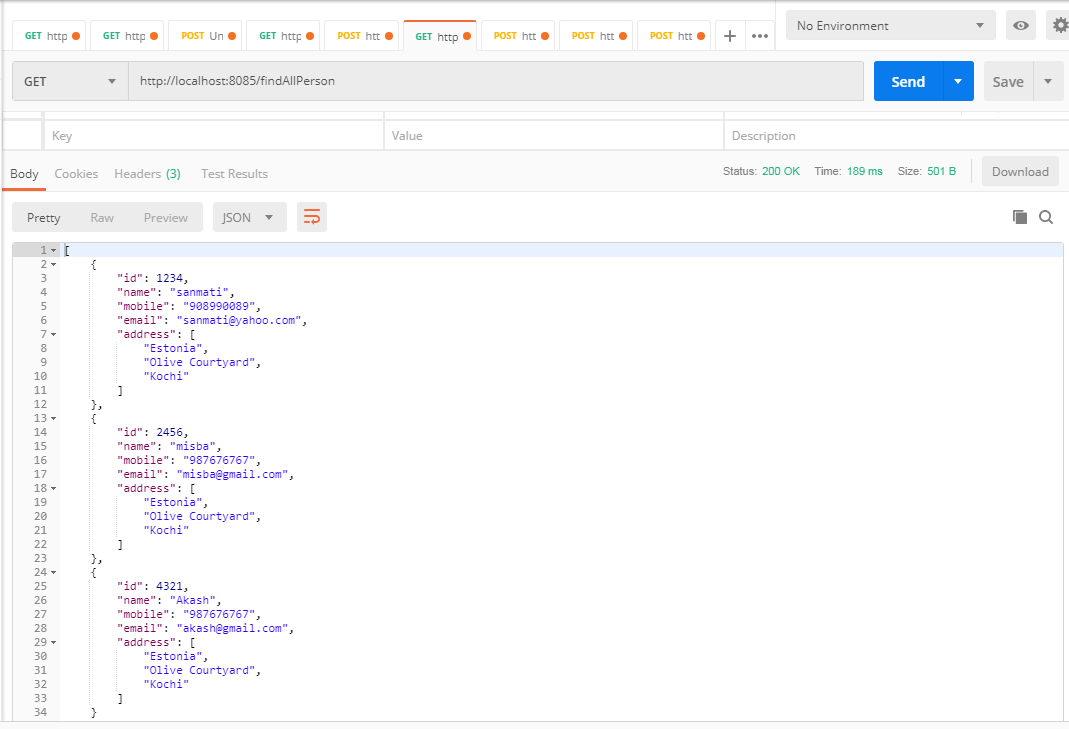 GET http GET http POST Un GET http POST htt GET http POST htt POST htt POST htt + ••• No Environment
GET http://localhost:8085/findAllPerson Send Save
Key Value Description
Body Cookies Headers (3) Test Results Status: 200 OK Time: 189 ms Size: 501 B Download
Pretty Raw Preview JSON
1 [
2 {
3 "id": 1234,
4 "name": "sanmati",
5 "mobile": "908990089",
6 "email": "sanmati@yahoo.com",
7 "address": [
8 "Estonia",
9 "Olive Courtyard",
10 "Kochi"
11 ]
12 },
13 {
14 "id": 2456,
15 "name": "misba",
16 "mobile": "987676767",
17 "email": "misba@gmail.com",
18 "address": [
19 "Estonia",
20 "Olive Courtyard",
21 "Kochi"
22 ]
23 },
24 {
25 "id": 4321,
26 "name": "Akash",
27 "mobile": "987676767",
28 "email": "akash@gmail.com",
29 "address": [
30 "Estonia",
31 "Olive Courtyard",
32 "Kochi"
33 ]
34 }